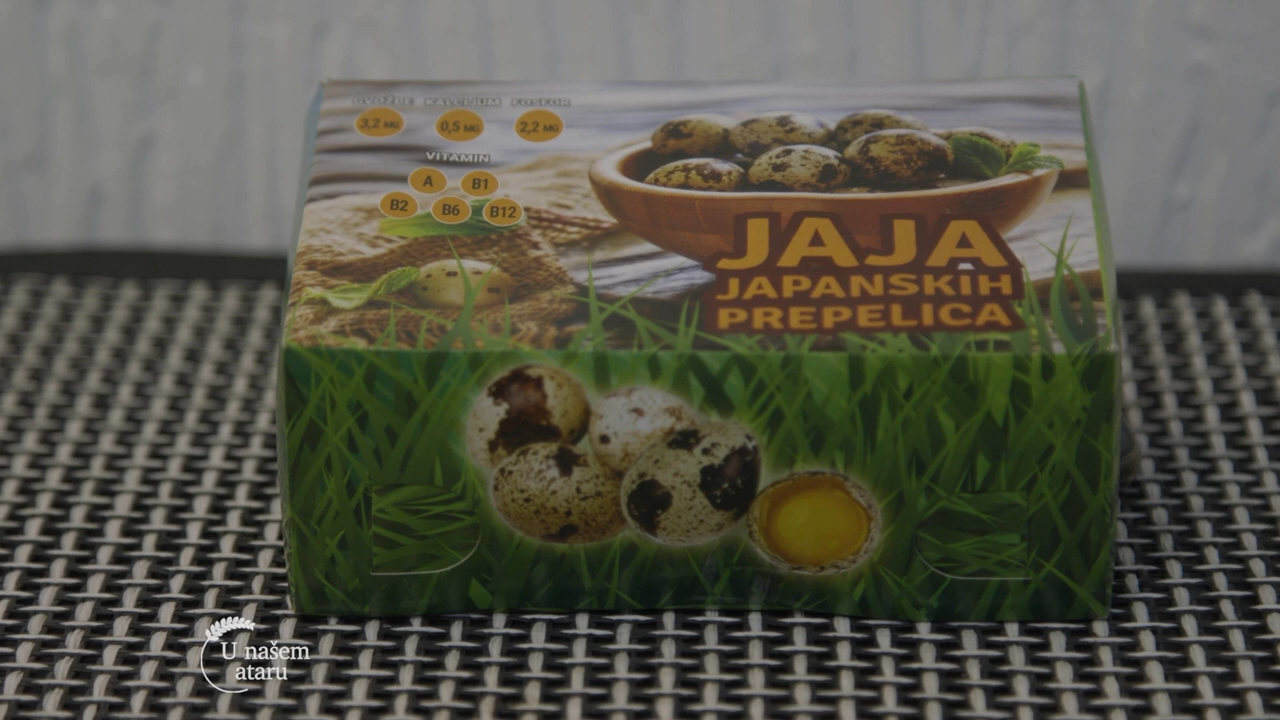 GVOŽĐE KALCIJUM FOSFOR
3,2 MG 0,5 MG 2,2 MG
VITAMIN
A B1
B2 B6 B12
JAJA
JAPANSKIH
PREPELICA
U našem
ataru